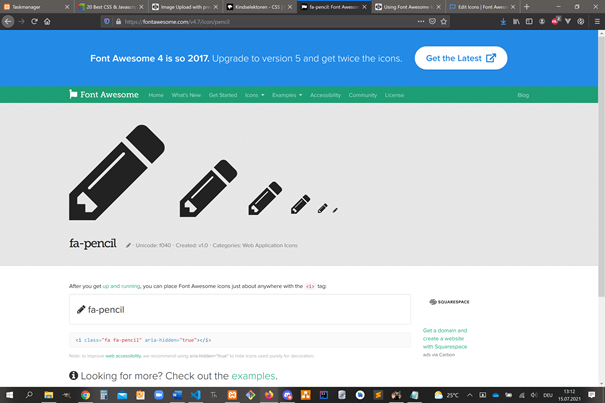 Taskmanager
20 Best CSS & Javasc
Image Upload with pre
Kindselektoren - CSS |
fa-pencil: Font Awesome
Using Font Awesome I
Edit Icons | Font Awes
https://fontawesome.com/v4.7/icon/pencil
Font Awesome 4 is so 2017. Upgrade to version 5 and get twice the icons.
Get the Latest
Font Awesome
Home
What's New
Get Started
Icons
Examples
Accessibility
Community
License
Blog
fa-pencil
· Unicode: f040 · Created: v1.0 · Categories: Web Application Icons
After you get up and running, you can place Font Awesome icons just about anywhere with the <i> tag:
fa-pencil
<i class="fa fa-pencil" aria-hidden="true"></i>
Note: to improve web accessibility, we recommend using aria-hidden="true" to hide icons used purely for decoration.
Looking for more? Check out the examples.
SQUARESPACE
Get a domain and
create a website
with Squarespace
ads via Carbon
25°C
DEU
13:12
15.07.2021